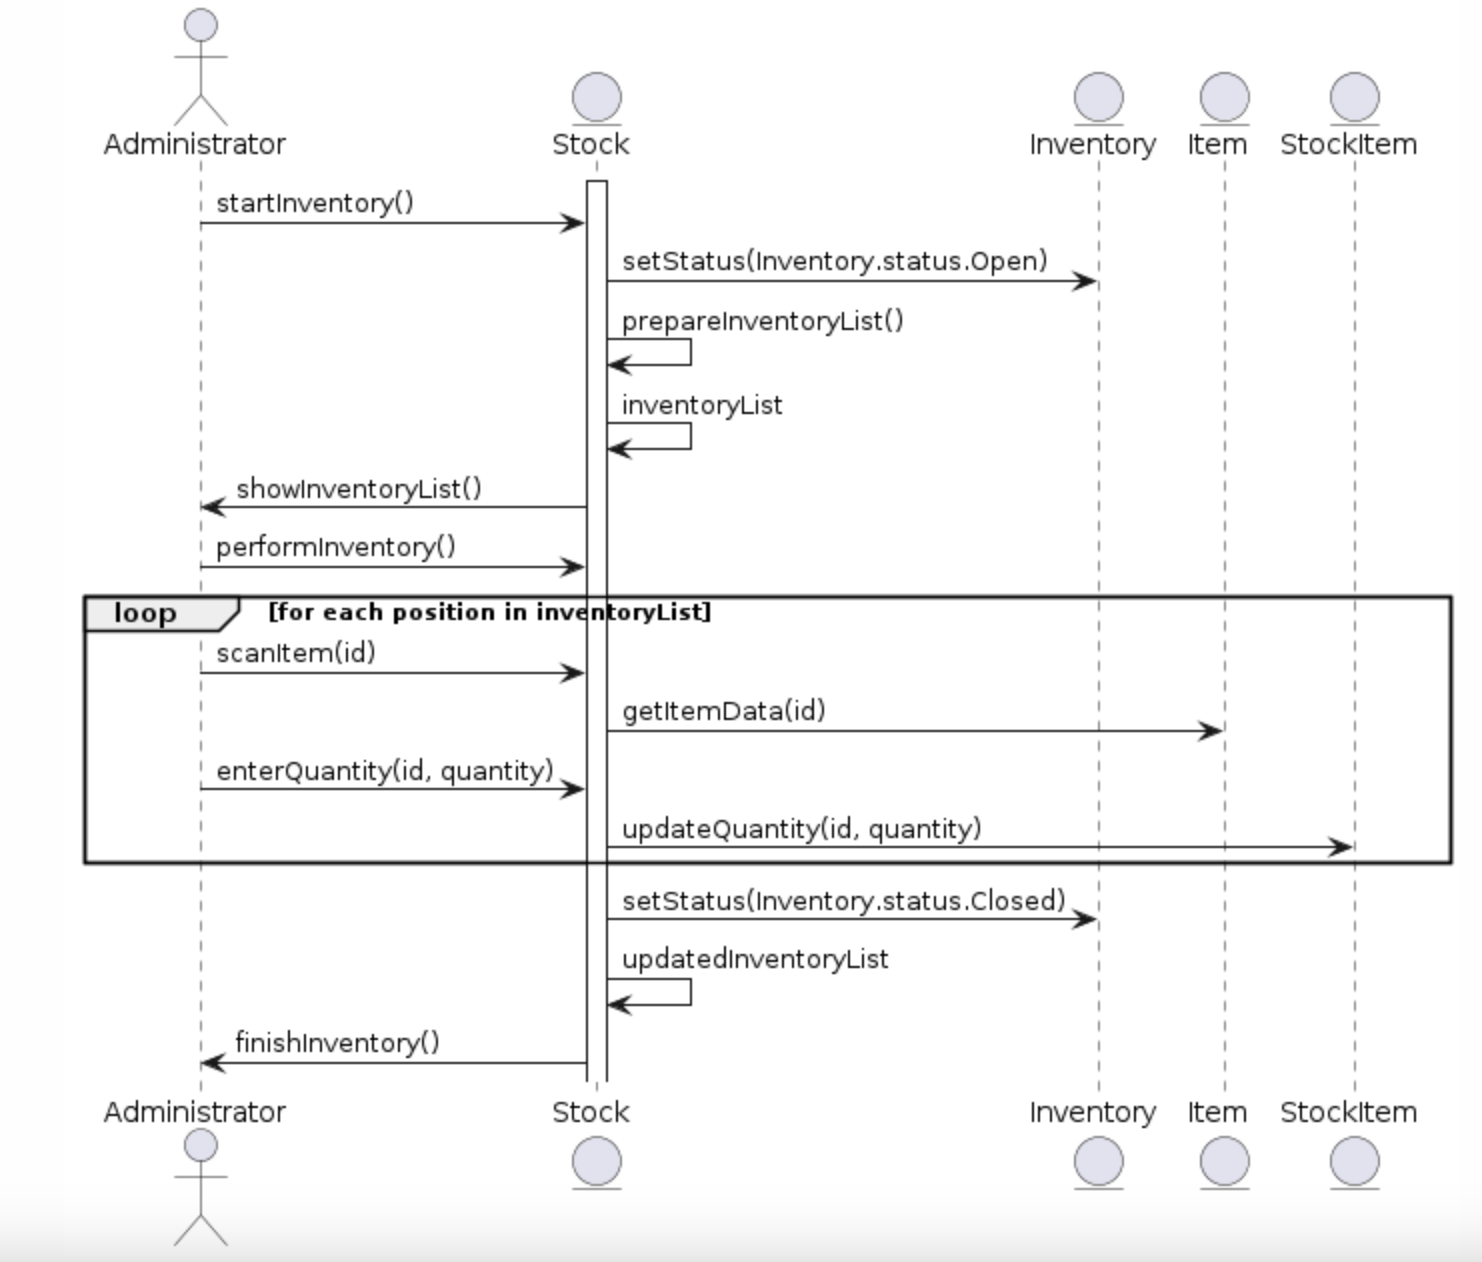 Administrator
Stock
Inventory
Item
StockItem
startInventory()
setStatus(Inventory.status.Open)
prepareInventoryList()
inventoryList
showInventoryList()
performInventory()
loop [for each position in inventoryList]
scanItem(id)
getItemData(id)
enterQuantity(id, quantity)
updateQuantity(id, quantity)
setStatus(Inventory.status.Closed)
updatedInventoryList
finishInventory()
Administrator
Stock
Inventory
Item
StockItem